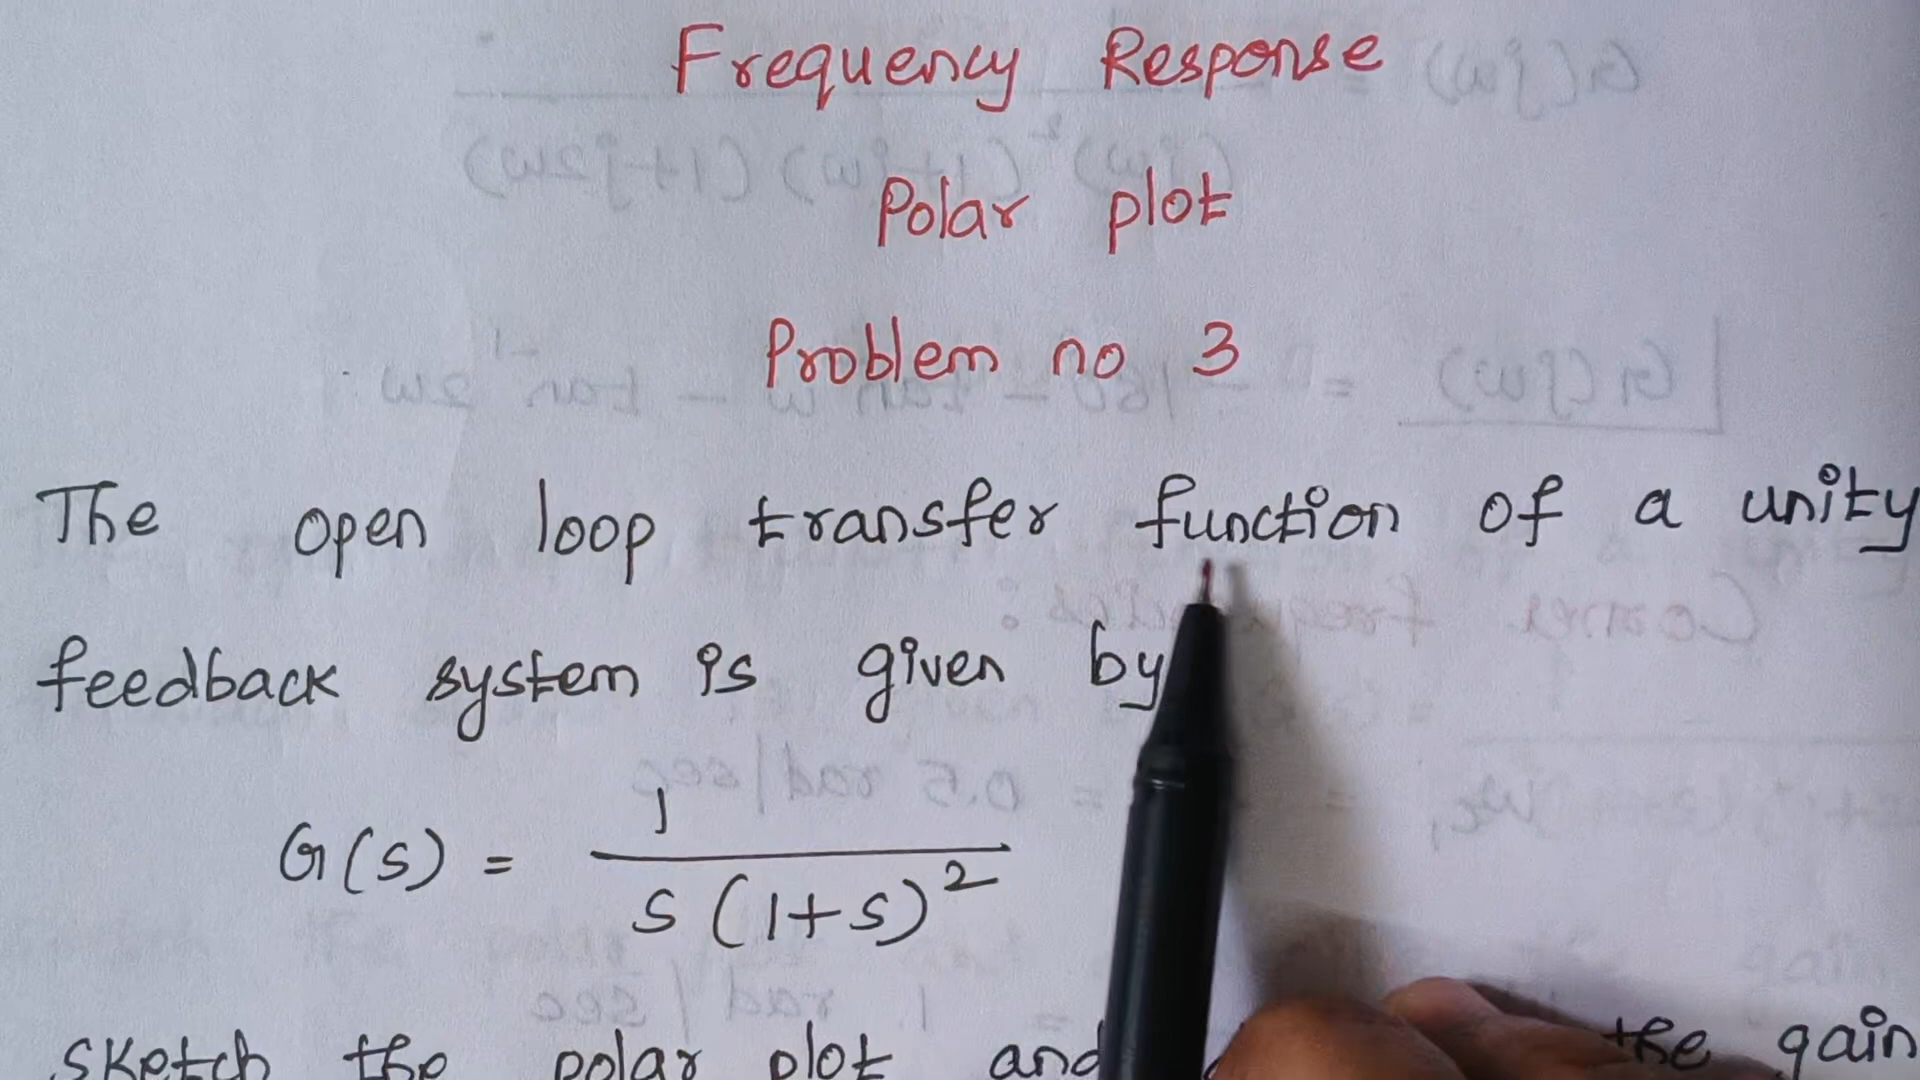 Frequency Response
Polar plot
Problem no 3
The open loop transfer function of a unity
feedback system is given by
G(s) = 1 / s(1+s)²
sketch the polar plot and the gain